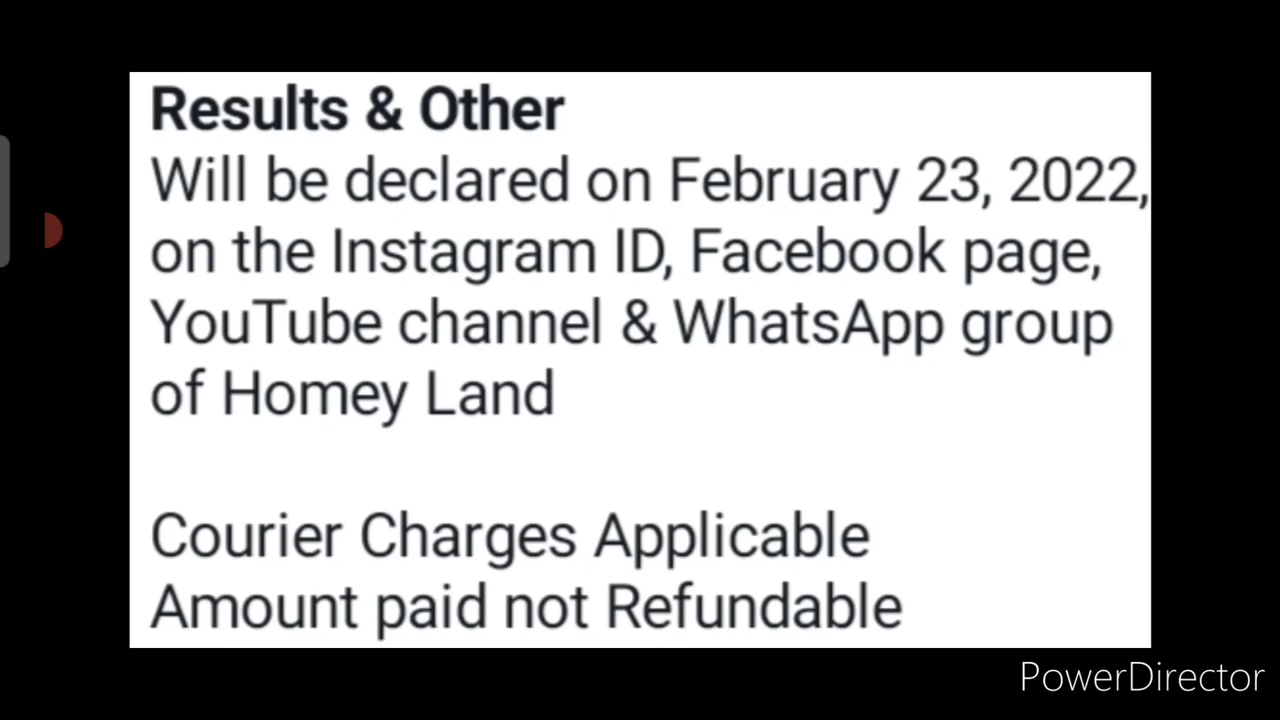 Results & Other
Will be declared on February 23, 2022,
on the Instagram ID, Facebook page,
YouTube channel & WhatsApp group
of Homey Land
Courier Charges Applicable
Amount paid not Refundable
PowerDirector